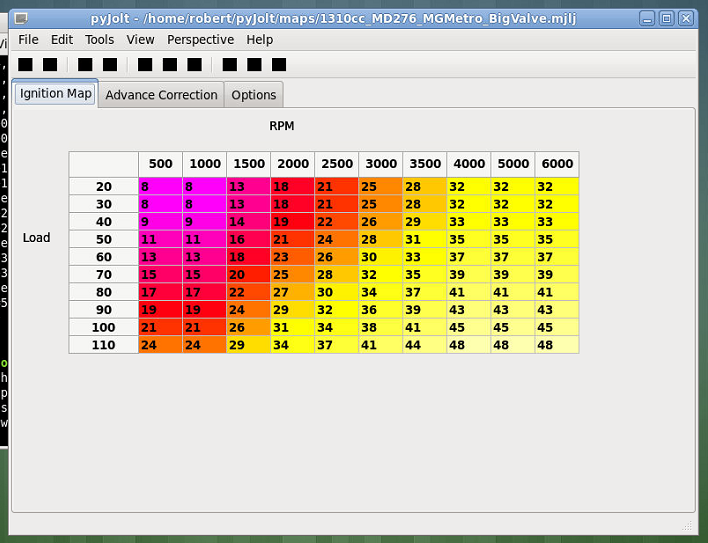 pyJolt - /home/robert/pyJolt/maps/1310cc_MD276_MGMetro_BigValve.mjlj
File Edit Tools View Perspective Help
Ignition Map Advance Correction Options
RPM
500 1000 1500 2000 2500 3000 3500 4000 5000 6000
20 8 8 13 18 21 25 28 32 32 32
30 8 8 13 18 21 25 28 32 32 32
40 9 9 14 19 22 26 29 33 33 33
Load
50 11 11 16 21 24 28 31 35 35 35
60 13 13 18 23 26 30 33 37 37 37
70 15 15 20 25 28 32 35 39 39 39
80 17 17 22 27 30 34 37 41 41 41
90 19 19 24 29 32 36 39 43 43 43
100 21 21 26 31 34 38 41 45 45 45
110 24 24 29 34 37 41 44 48 48 48